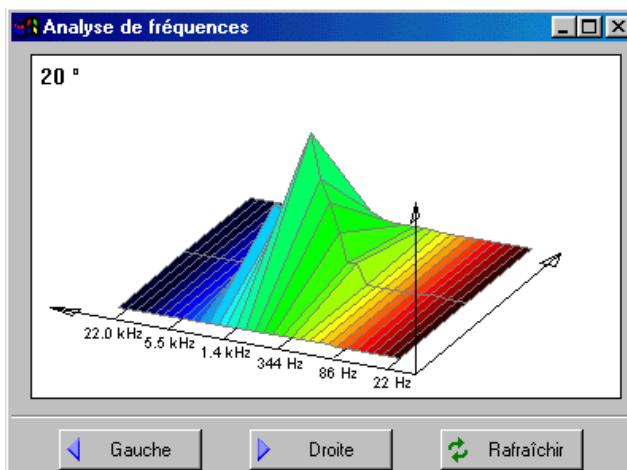 Analyse de fréquences
20 °
22.0 kHz
5.5 kHz
1.4 kHz
344 Hz
86 Hz
22 Hz
Gauche
Droite
Rafraîchir